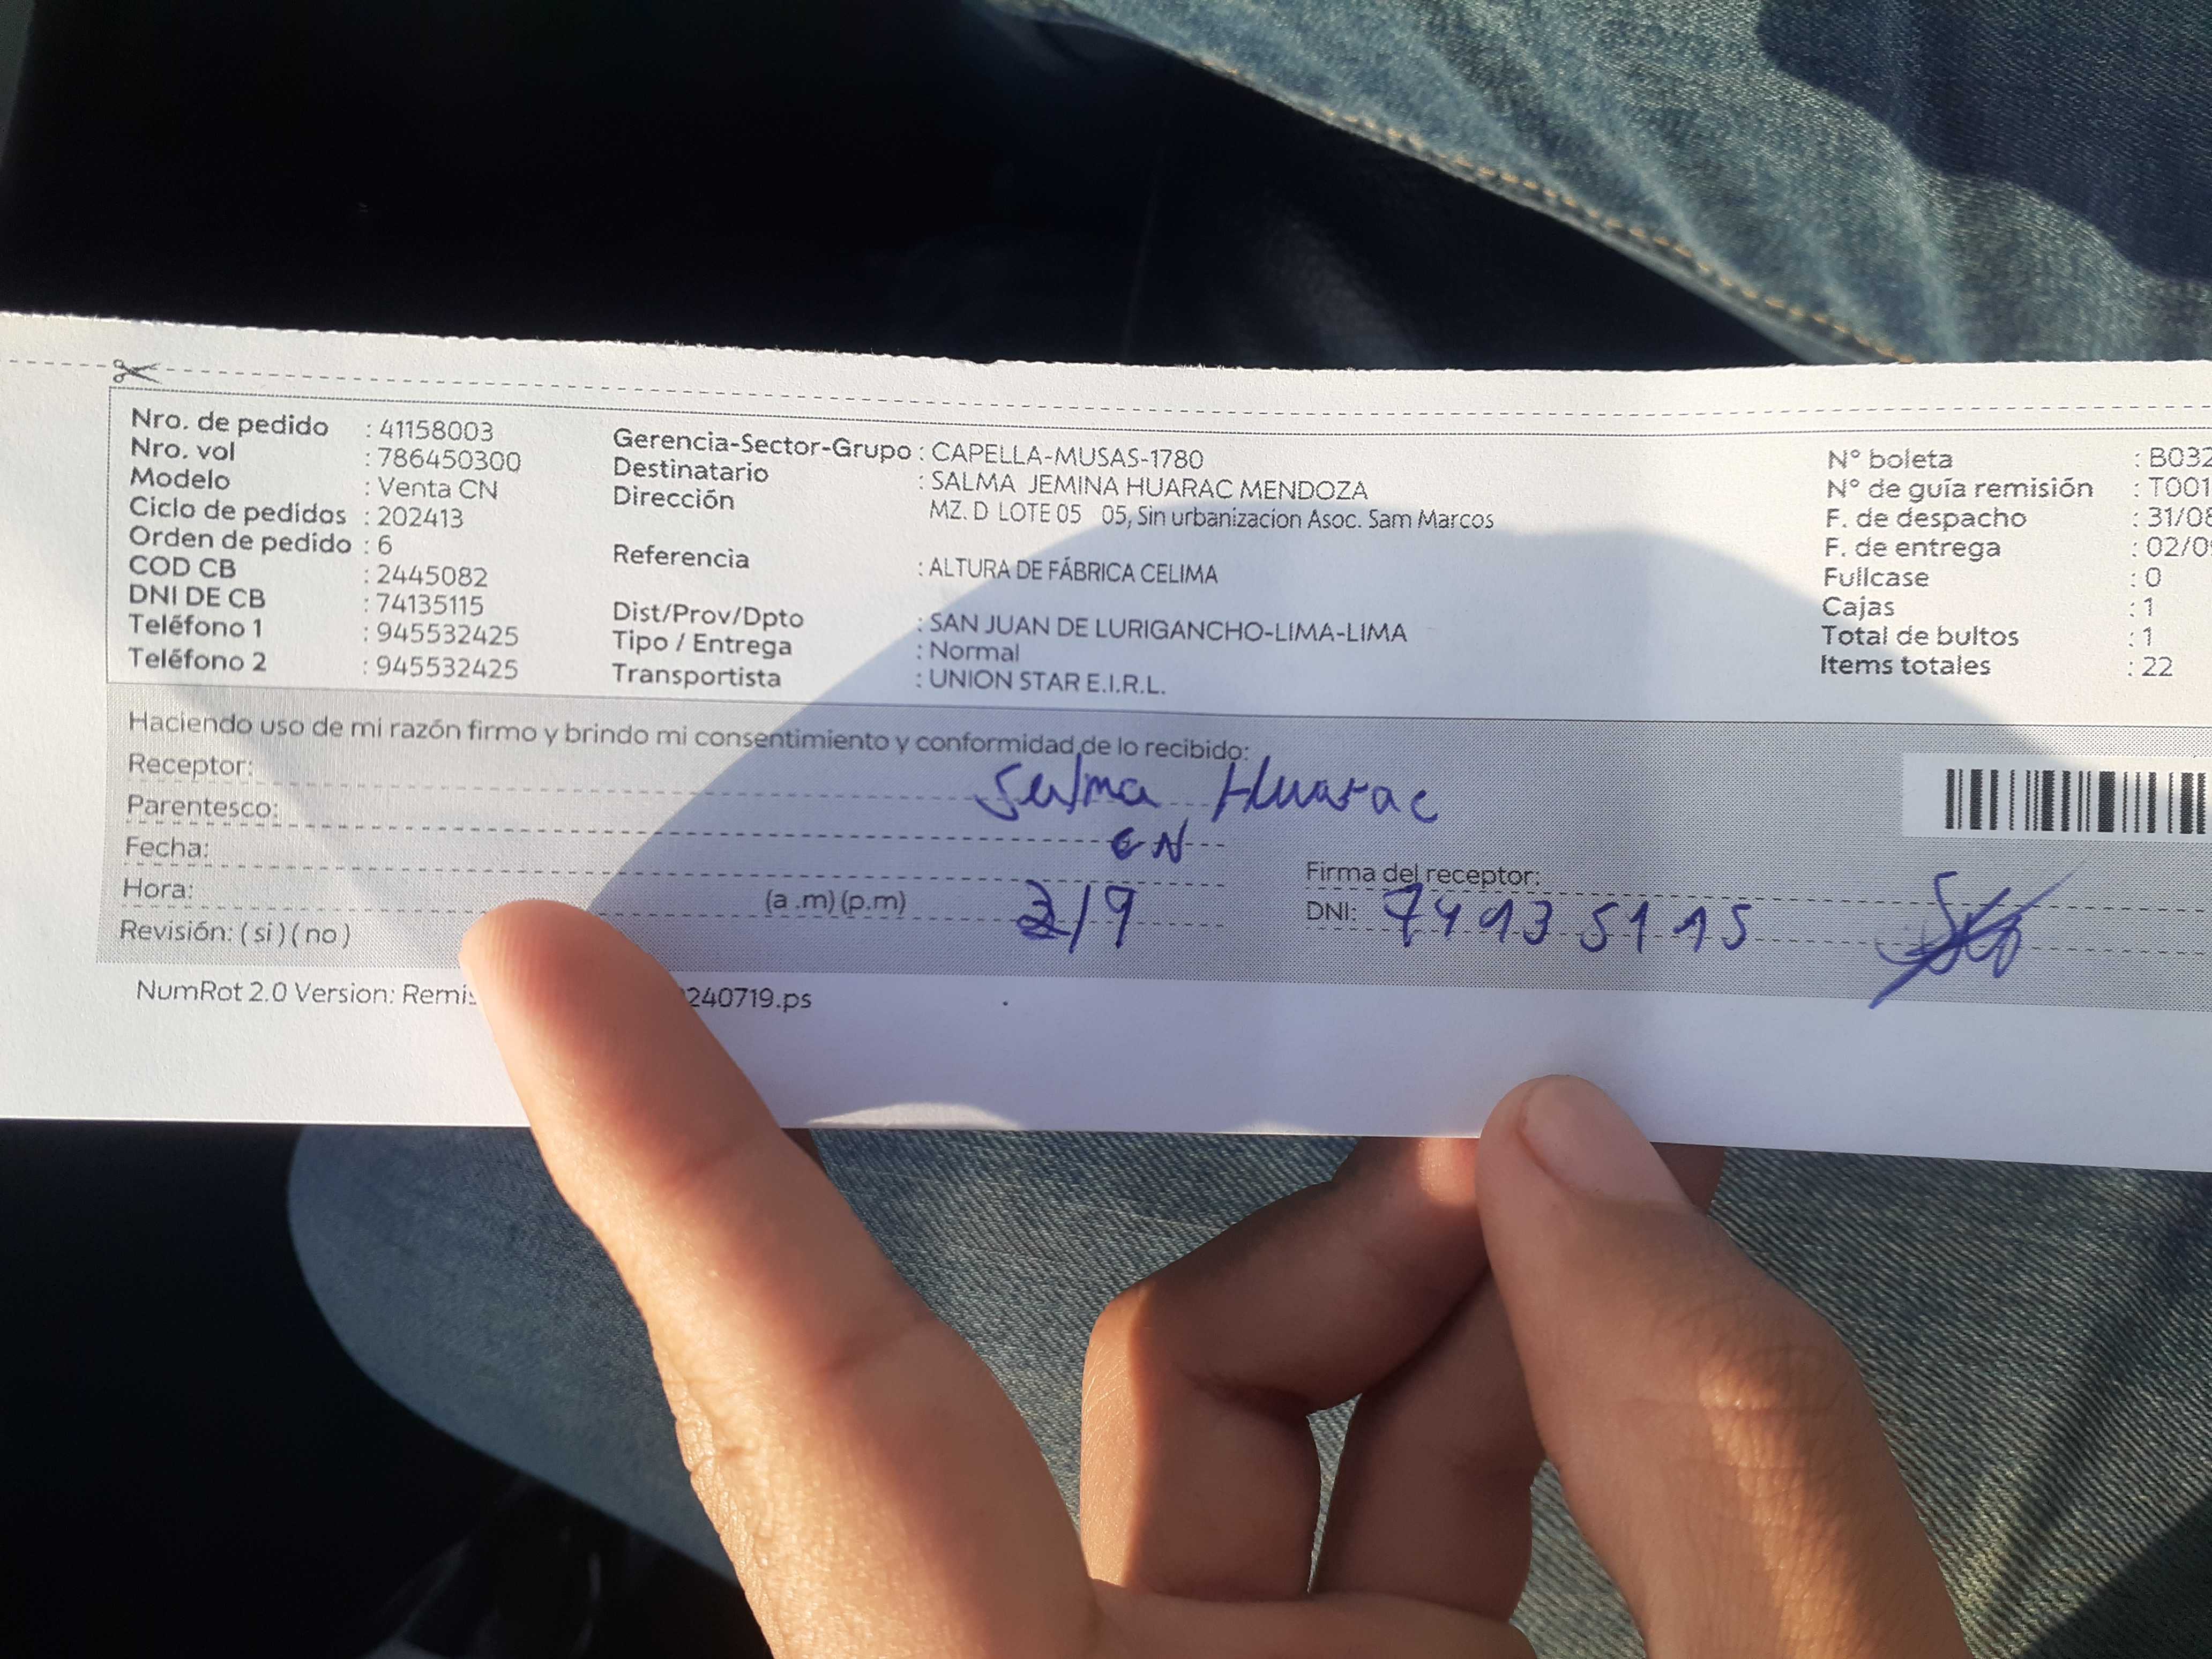 Nro. de pedido : 41158003
Nro. vol : 786450300
Modelo : Venta CN
Ciclo de pedidos : 202413
Orden de pedido : 6
COD CB : 2445082
DNI DE CB : 74135115
Teléfono 1 : 945532425
Teléfono 2 : 945532425
Gerencia-Sector-Grupo : CAPELLA-MUSAS-1780
Destinatario : SALMA JEMINA HUARAC MENDOZA
Dirección
MZ. D LOTE 05 05, Sin urbanizacion Asoc. Sam Marcos
Referencia : ALTURA DE FÁBRICA CELIMA
Dist/Prov/Dpto : SAN JUAN DE LURIGANCHO-LIMA-LIMA
Tipo / Entrega : Normal
Transportista : UNION STAR E.I.R.L.
N° boleta : B032
N° de guía remisión : T001
F. de despacho : 31/08
F. de entrega : 02/0
Fullcase : 0
Cajas : 1
Total de bultos : 1
Items totales : 22
Haciendo uso de mi razón firmo y brindo mi consentimiento y conformidad de lo recibido:
Receptor: Salma Huarac
Parentesco: CN
Fecha:
Hora: (a .m) (p.m) 2/9
Revisión: ( si ) ( no )
Firma del receptor:
DNI: 74135115
NumRot 2.0 Version: Remis 240719.ps